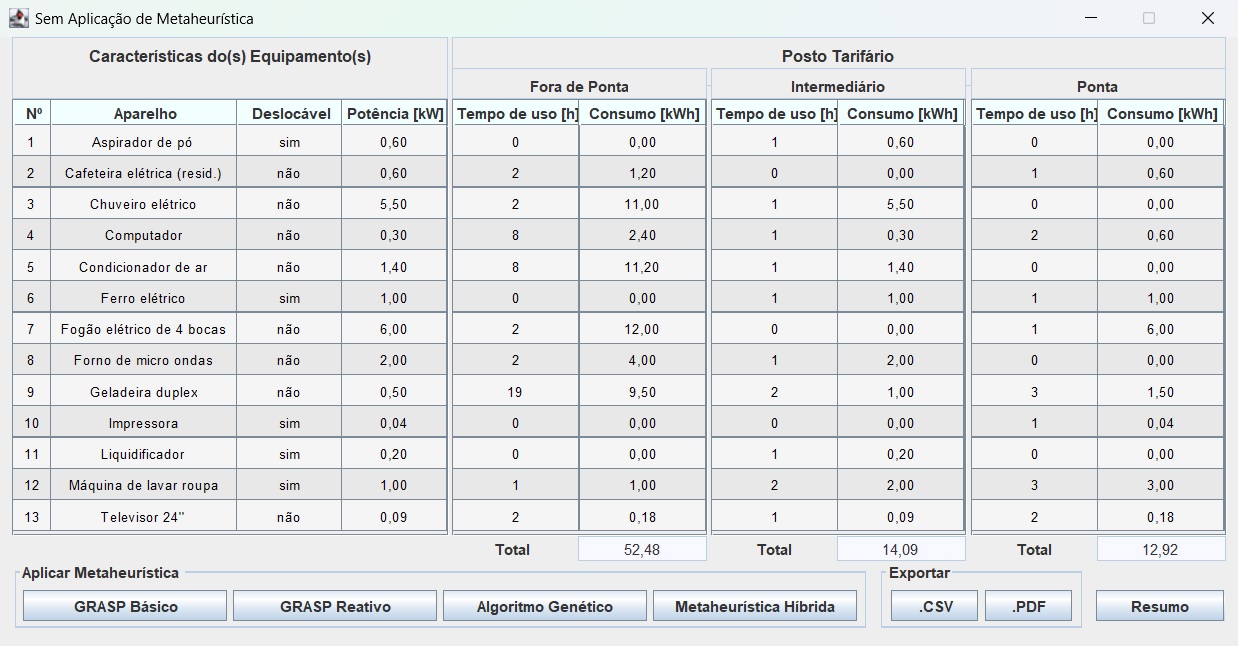 Sem Aplicação de Metaheurística
Características do(s) Equipamento(s) Posto Tarifário
Fora de Ponta Intermediário Ponta
Nº Aparelho Deslocável Potência [kW] Tempo de uso [h] Consumo [kWh] Tempo de uso [h] Consumo [kWh] Tempo de uso [h] Consumo [kWh]
1 Aspirador de pó sim 0,60 0 0,00 1 0,60 0 0,00
2 Cafeteira elétrica (resid.) não 0,60 2 1,20 0 0,00 1 0,60
3 Chuveiro elétrico não 5,50 2 11,00 1 5,50 0 0,00
4 Computador não 0,30 8 2,40 1 0,30 2 0,60
5 Condicionador de ar não 1,40 8 11,20 1 1,40 0 0,00
6 Ferro elétrico sim 1,00 0 0,00 1 1,00 1 1,00
7 Fogão elétrico de 4 bocas não 6,00 2 12,00 0 0,00 1 6,00
8 Forno de micro ondas não 2,00 2 4,00 1 2,00 0 0,00
9 Geladeira duplex não 0,50 19 9,50 2 1,00 3 1,50
10 Impressora sim 0,04 0 0,00 0 0,00 1 0,04
11 Liquidificador sim 0,20 0 0,00 1 0,20 0 0,00
12 Máquina de lavar roupa sim 1,00 1 1,00 2 2,00 3 3,00
13 Televisor 24" não 0,09 2 0,18 1 0,09 2 0,18
Total 52,48 Total 14,09 Total 12,92
Aplicar Metaheurística Exportar
GRASP Básico GRASP Reativo Algoritmo Genético Metaheurística Híbrida .CSV .PDF Resumo